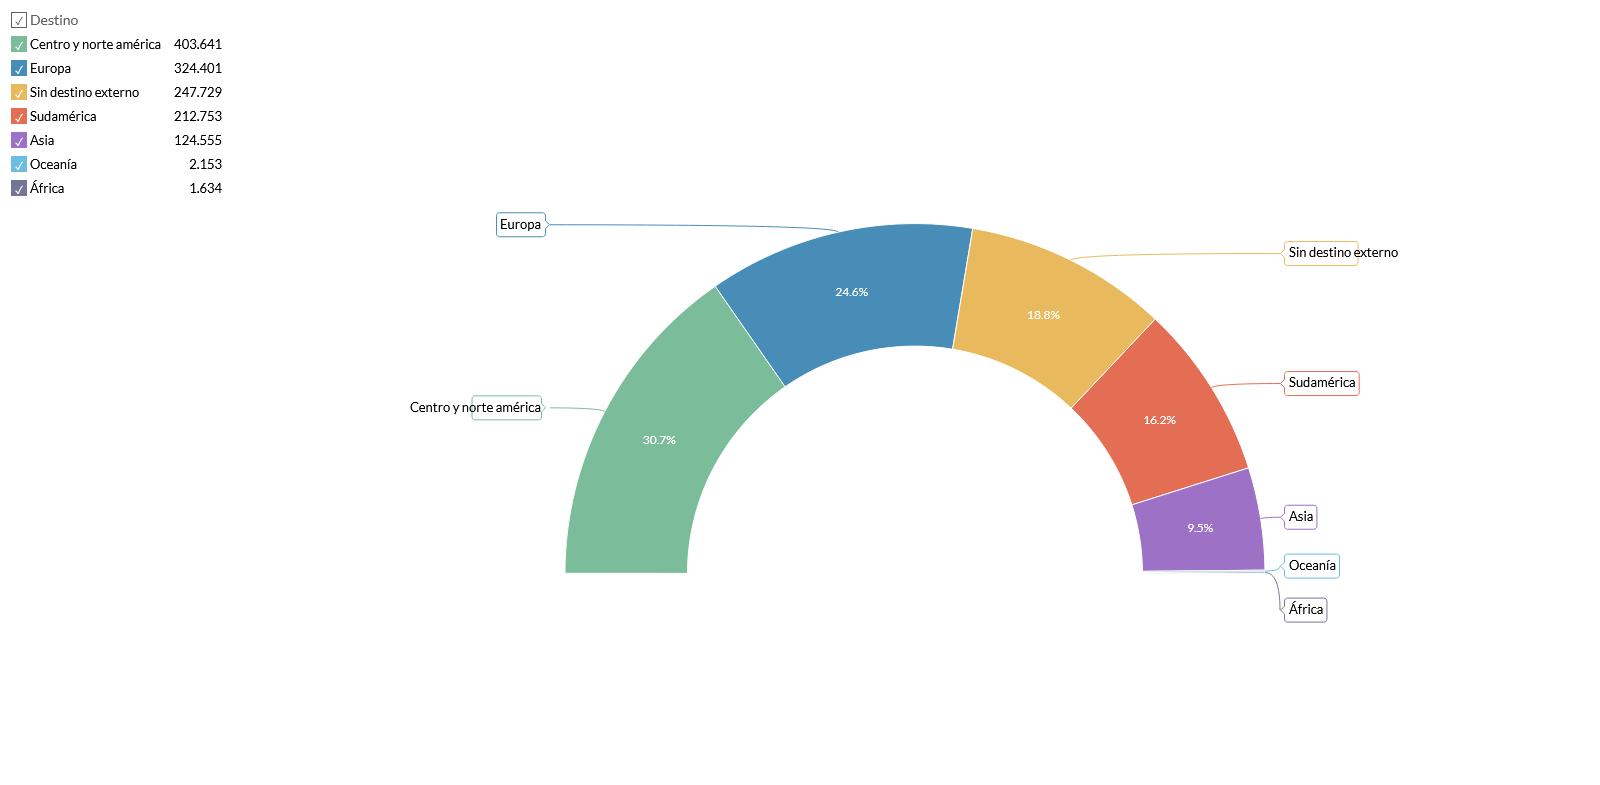 Destino
Centro y norte américa 403.641
Europa 324.401
Sin destino externo 247.729
Sudamérica 212.753
Asia 124.555
Oceanía 2.153
África 1.634
Europa
Sin destino externo
24.6%
18.8%
Sudamérica
Centro y norte américa
16.2%
30.7%
Asia
9.5%
Oceanía
África